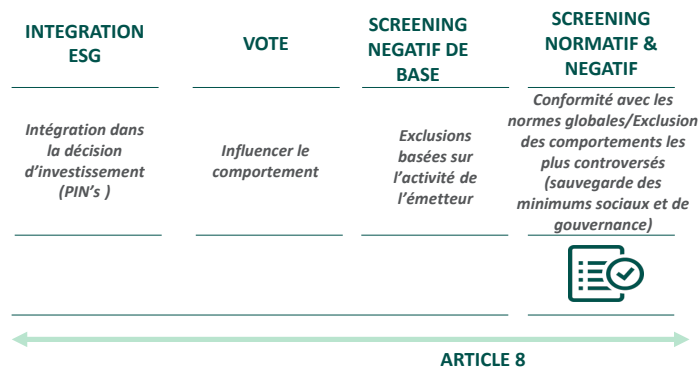 INTEGRATION
ESG
VOTE
SCREENING
NEGATIF DE
BASE
SCREENING
NORMATIF &
NEGATIF
Intégration dans
la décision
d'investissement
(PIN's )
Influencer le
comportement
Exclusions
basées sur
l'activité de
l'émetteur
Conformité avec les
normes globales/Exclusion
des comportements les
plus controversés
(sauvegarde des
minimums sociaux et de
gouvernance)
ARTICLE 8